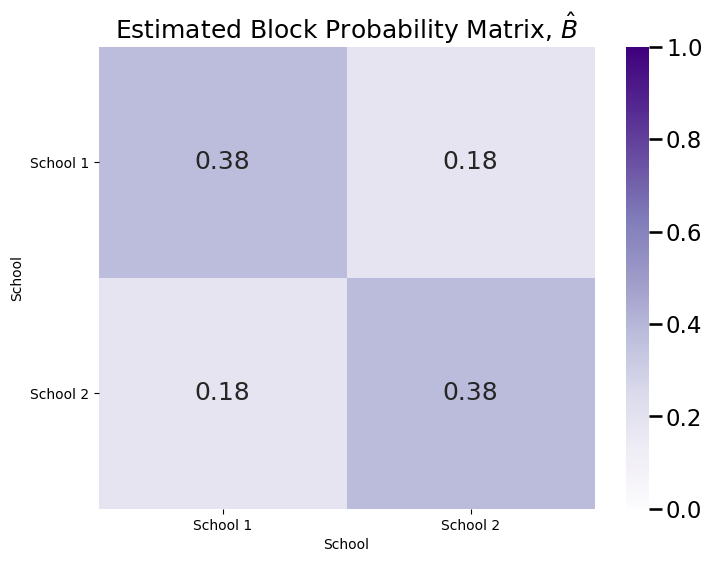 Estimated Block Probability Matrix, $\hat{B}$
School 1
School 2
School
0.38
0.18
0.18
0.38
School 1
School 2
School
1.0
0.8
0.6
0.4
0.2
0.0